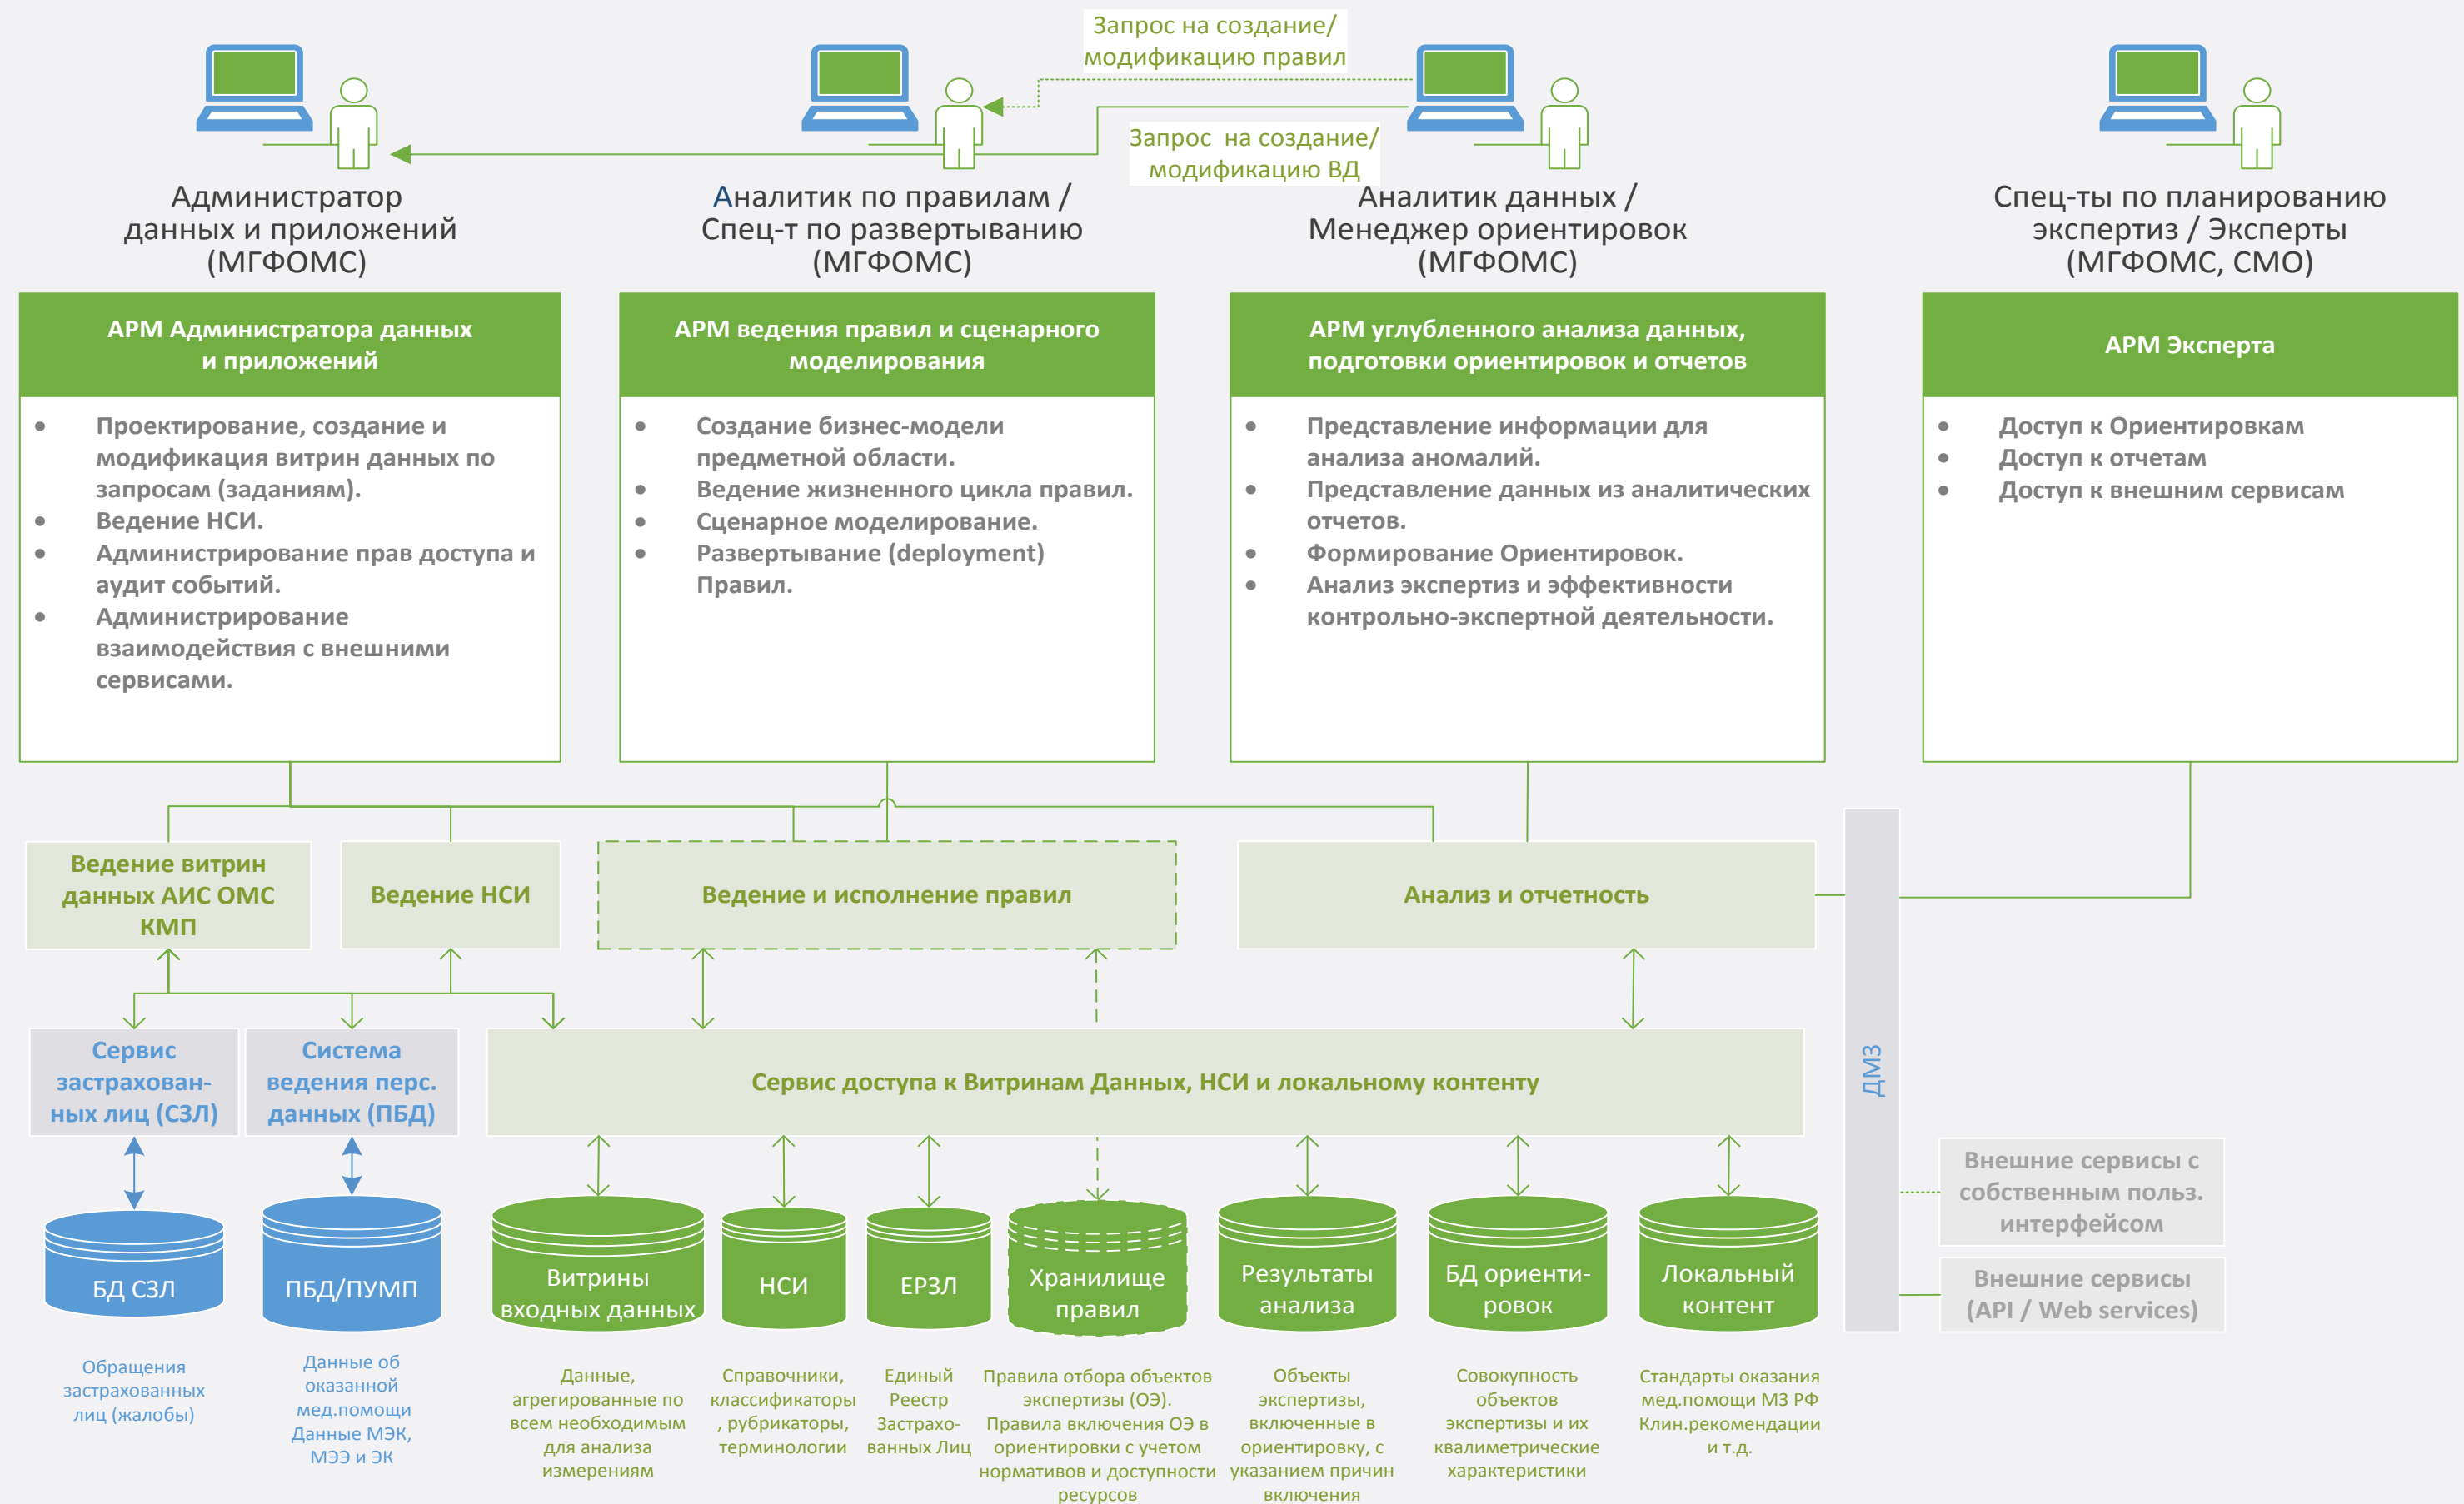 Запрос на создание/
модификацию правил
Запрос на создание/
модификацию ВД
Администратор
данных и приложений
(МГФОМС)
Аналитик по правилам /
Спец-т по развертыванию
(МГФОМС)
Аналитик данных /
Менеджер ориентировок
(МГФОМС)
Спец-ты по планированию
экспертиз / Эксперты
(МГФОМС, СМО)
АРМ Администратора данных
и приложений
• Проектирование, создание и
модификация витрин данных по
запросам (заданиям).
• Ведение НСИ.
• Администрирование прав доступа и
аудит событий.
• Администрирование
взаимодействия с внешними
сервисами.
АРМ ведения правил и сценарного
моделирования
• Создание бизнес-модели
предметной области.
• Ведение жизненного цикла правил.
• Сценарное моделирование.
• Развертывание (deployment)
Правил.
АРМ углубленного анализа данных,
подготовки ориентировок и отчетов
• Представление информации для
анализа аномалий.
• Представление данных из аналитических
отчетов.
• Формирование Ориентировок.
• Анализ экспертиз и эффективности
контрольно-экспертной деятельности.
АРМ Эксперта
• Доступ к Ориентировкам
• Доступ к отчетам
• Доступ к внешним сервисам
Ведение витрин
данных АИС ОМС
КМП
Ведение НСИ
Ведение и исполнение правил
Анализ и отчетность
Сервис
застрахован-
ных лиц (СЗЛ)
Система
ведения перс.
данных (ПБД)
Сервис доступа к Витринам Данных, НСИ и локальному контенту
ДМЗ
Внешние сервисы с
собственным польз.
интерфейсом
Внешние сервисы
(API / Web services)
БД СЗЛ
ПБД/ПУМП
Витрины
входных данных
НСИ
ЕРЗЛ
Хранилище
правил
Результаты
анализа
БД ориенти-
ровок
Локальный
контент
Обращения
застрахованных
лиц (жалобы)
Данные об
оказанной
мед.помощи
Данные МЭК,
МЭЭ и ЭК
Данные,
агрегированные по
всем необходимым
для анализа
измерениям
Справочники,
классификаторы
, рубрикаторы,
терминологии
Единый
Реестр
Застрахо-
ванных Лиц
Правила отбора объектов
экспертизы (ОЭ).
Правила включения ОЭ в
ориентировки с учетом
нормативов и доступности
ресурсов
Объекты
экспертизы,
включенные в
ориентировку, с
указанием причин
включения
Совокупность
объектов
экспертизы и их
квалиметрические
характеристики
Стандарты оказания
мед.помощи МЗ РФ
Клин.рекомендации
и т.д.